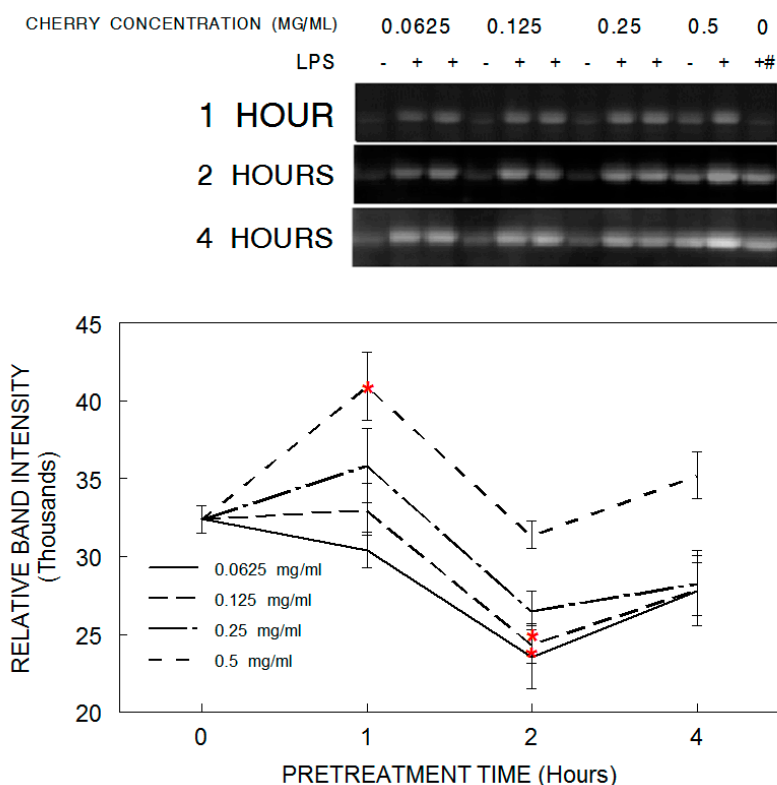 CHERRY CONCENTRATION (MG/ML) 0.0625 0.125 0.25 0.5 0
LPS - + + - + + - + + - + +#
1 HOUR
2 HOURS
4 HOURS
45
40
35
30
25
20
RELATIVE BAND INTENSITY
(Thousands)
0.0625 mg/ml
0.125 mg/ml
0.25 mg/ml
0.5 mg/ml
* * *
0 1 2 4
PRETREATMENT TIME (Hours)